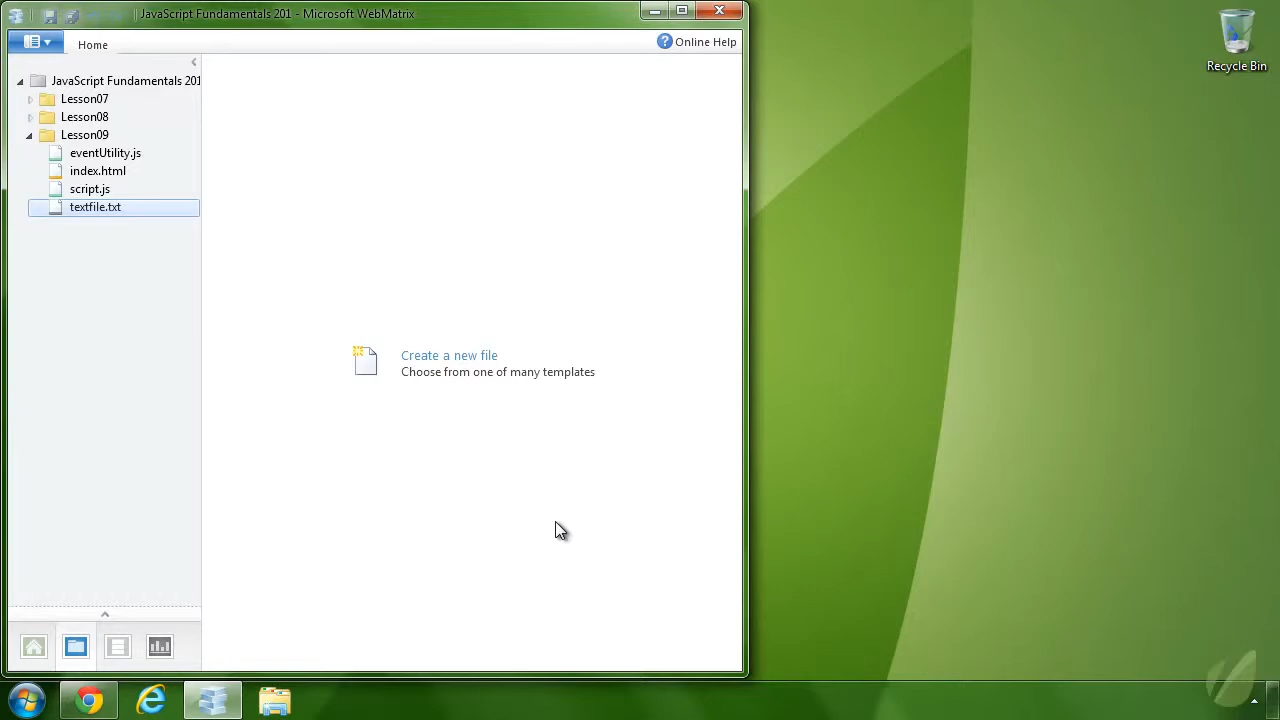 JavaScript Fundamentals 201 - Microsoft WebMatrix
Home
Online Help
JavaScript Fundamentals 201
Lesson07
Lesson08
Lesson09
eventUtility.js
index.html
script.js
textfile.txt
Create a new file
Choose from one of many templates
Recycle Bin